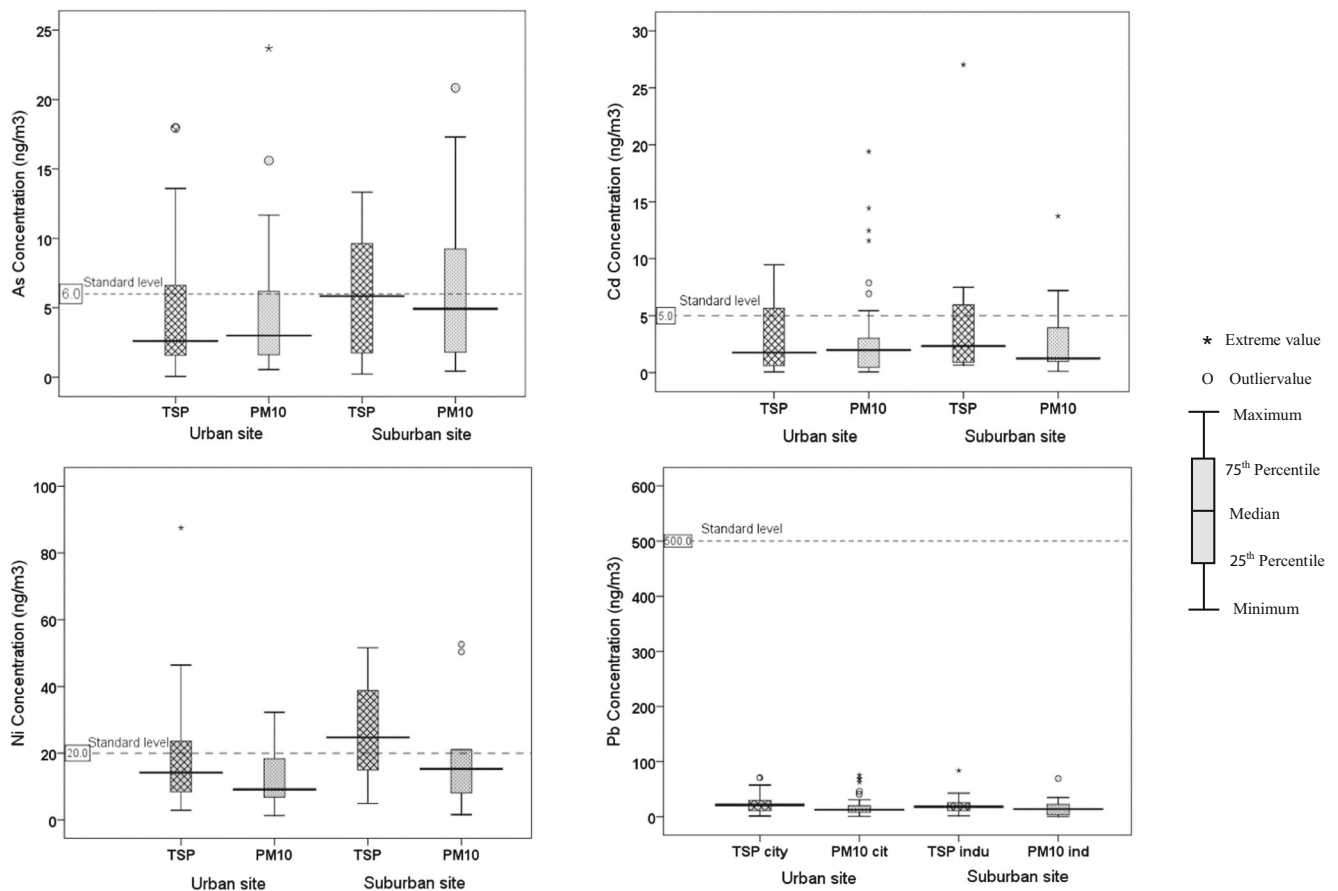 25
20
15
10
5
0
As Concentration (ng/m3)
6.0
Standard level
TSP PM10 TSP PM10
Urban site Suburban site
30
25
20
15
10
5
0
Cd Concentration (ng/m3)
5.0
Standard level
TSP PM10 TSP PM10
Urban site Suburban site
100
80
60
40
20
0
Ni Concentration (ng/m3)
20.0
Standard level
TSP PM10 TSP PM10
Urban site Suburban site
600
500
400
300
200
100
0
Pb Concentration (ng/m3)
500.0
Standard level
TSP city PM10 cit TSP indu PM10 ind
Urban site Suburban site
* Extreme value
O Outliervalue
Maximum
75th Percentile
Median
25th Percentile
Minimum